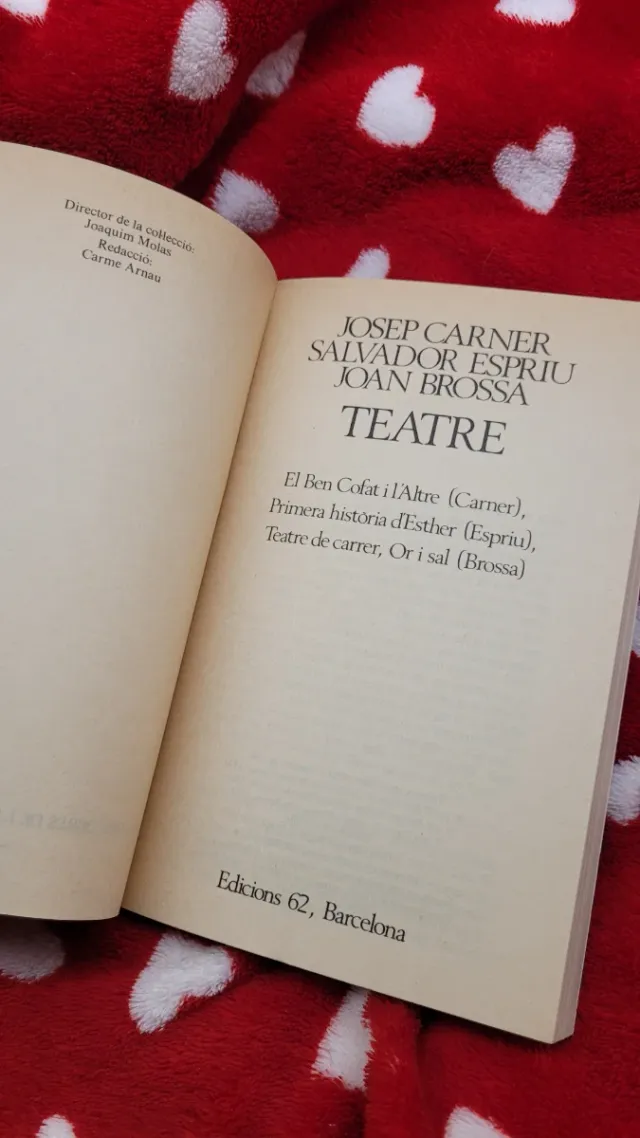 Director de la col·lecció:
Joaquim Molas
Redacció:
Carme Arnau
JOSEP CARNER
SALVADOR ESPRIU
JOAN BROSSA
TEATRE
El Ben Cofat i l'Altre (Carner),
Primera història d'Esther (Espriu),
Teatre de carrer, Or i sal (Brossa)
Edicions 62, Barcelona